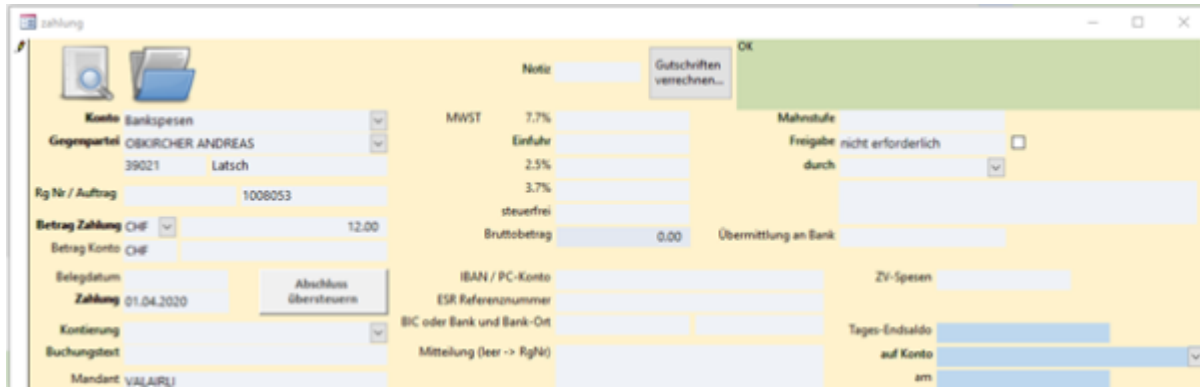 zahlung
OK
Notiz
Gutschriften
verrechnen...
Konto Bankspesen
MWST 7.7%
Mahnstufe
Gegenpartei OBKIRCHER ANDREAS
Einfuhr
Freigabe nicht erforderlich
39021 Latsch
2.5%
durch
Rg Nr / Auftrag 1008053
3.7%
steuerfrei
Betrag Zahlung CHF 12.00
Bruttobetrag 0.00
Übermittlung an Bank
Betrag Konto CHF
Belegdatum
Abschluss
übersteuern
IBAN / PC-Konto
ZV-Spesen
Zahlung 01.04.2020
ESR Referenznummer
BIC oder Bank und Bank-Ort
Kontierung
Tages-Endsaldo
Buchungstext
Mitteilung (leer -> RgNr)
auf Konto
Mandant VALAIRLI
am